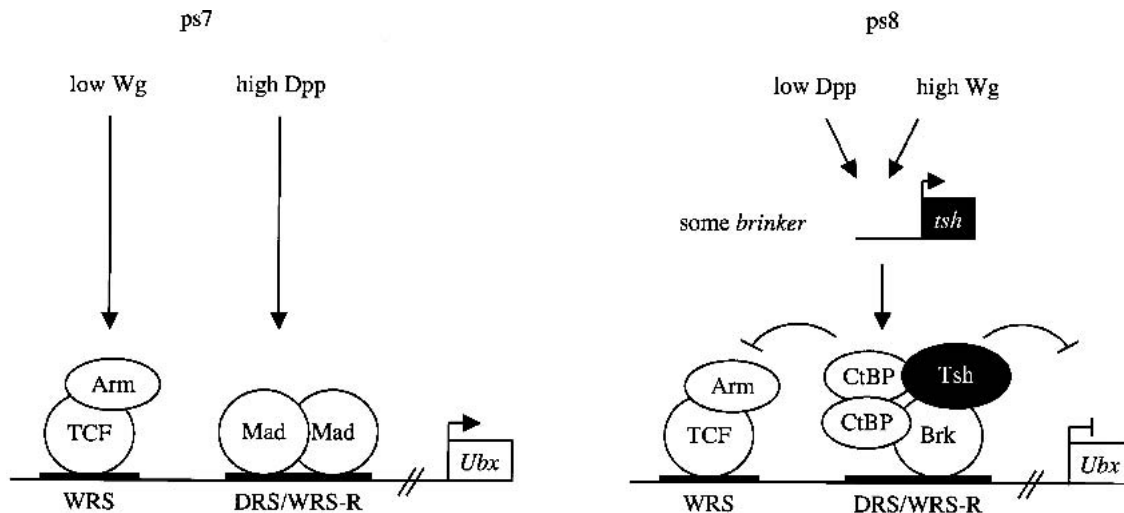 ps7
ps8
low Wg
high Dpp
low Dpp
high Wg
some brinker
tsh
Arm
TCF
Mad
Mad
Ubx
WRS
DRS/WRS-R
CtBP
Tsh
Arm
CtBP
TCF
Brk
Ubx
WRS
DRS/WRS-R